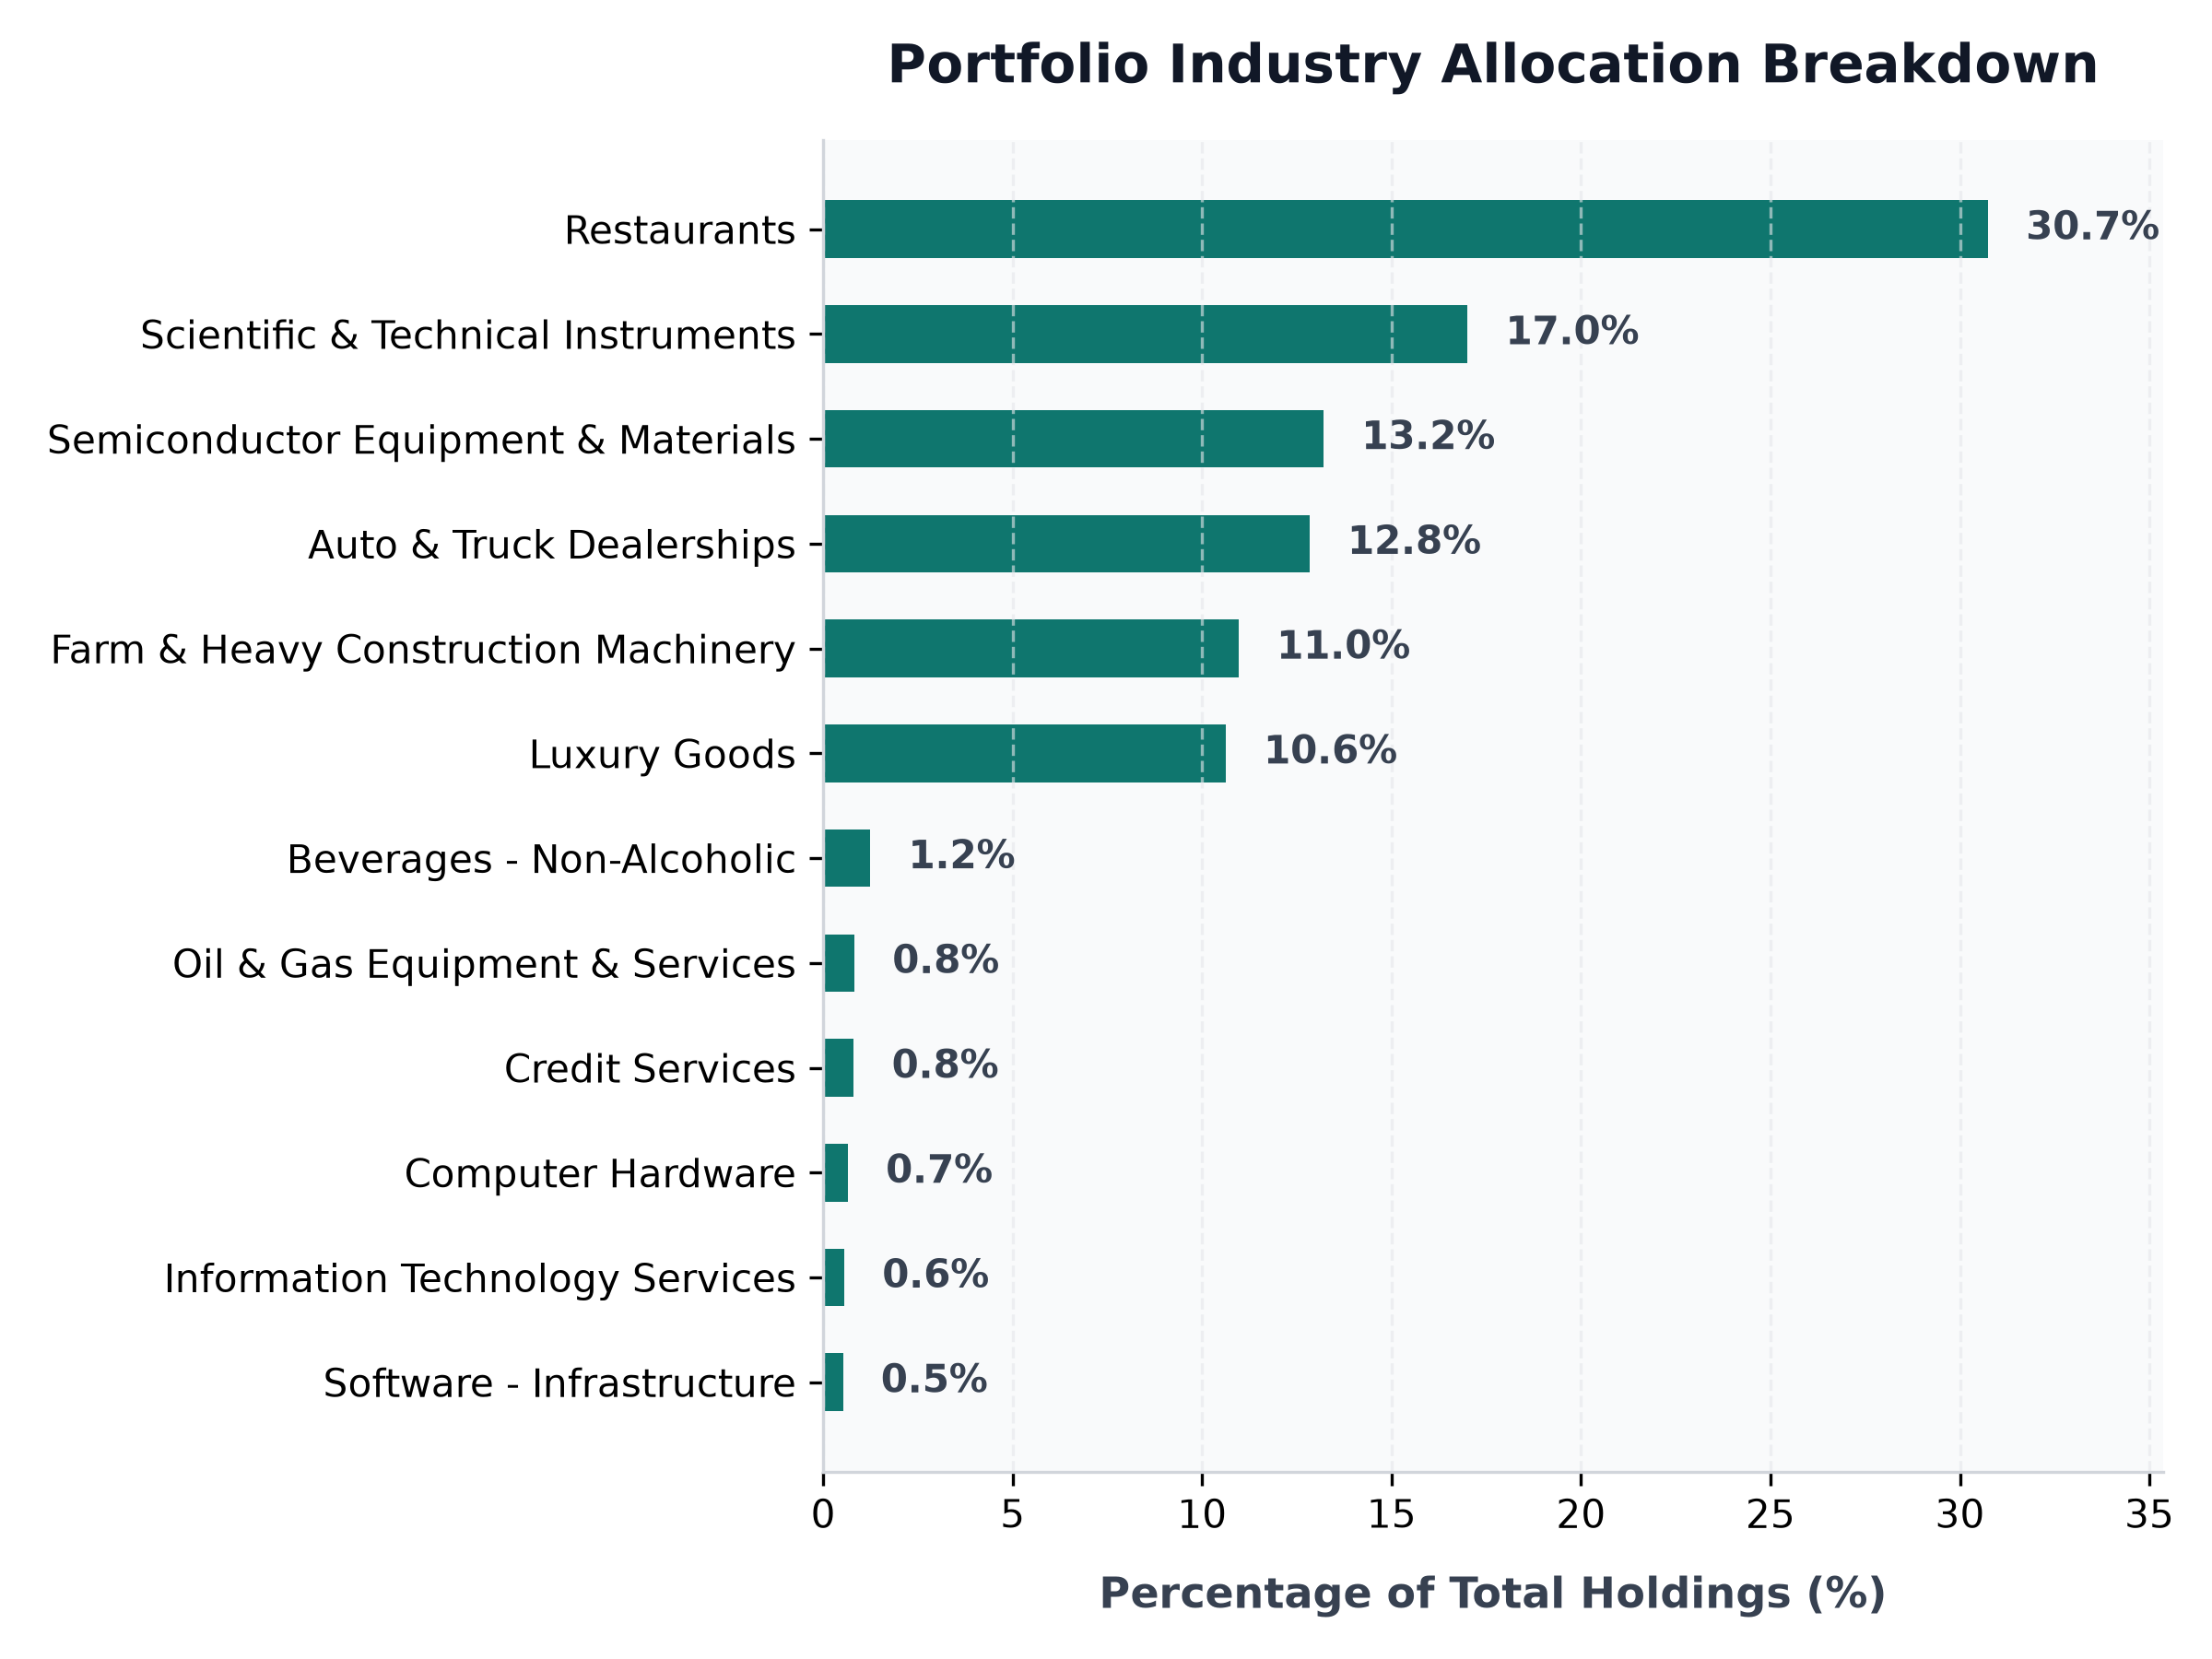 Portfolio Industry Allocation Breakdown
Restaurants 30.7%
Scientific & Technical Instruments 17.0%
Semiconductor Equipment & Materials 13.2%
Auto & Truck Dealerships 12.8%
Farm & Heavy Construction Machinery 11.0%
Luxury Goods 10.6%
Beverages - Non-Alcoholic 1.2%
Oil & Gas Equipment & Services 0.8%
Credit Services 0.8%
Computer Hardware 0.7%
Information Technology Services 0.6%
Software - Infrastructure 0.5%
0 5 10 15 20 25 30 35
Percentage of Total Holdings (%)